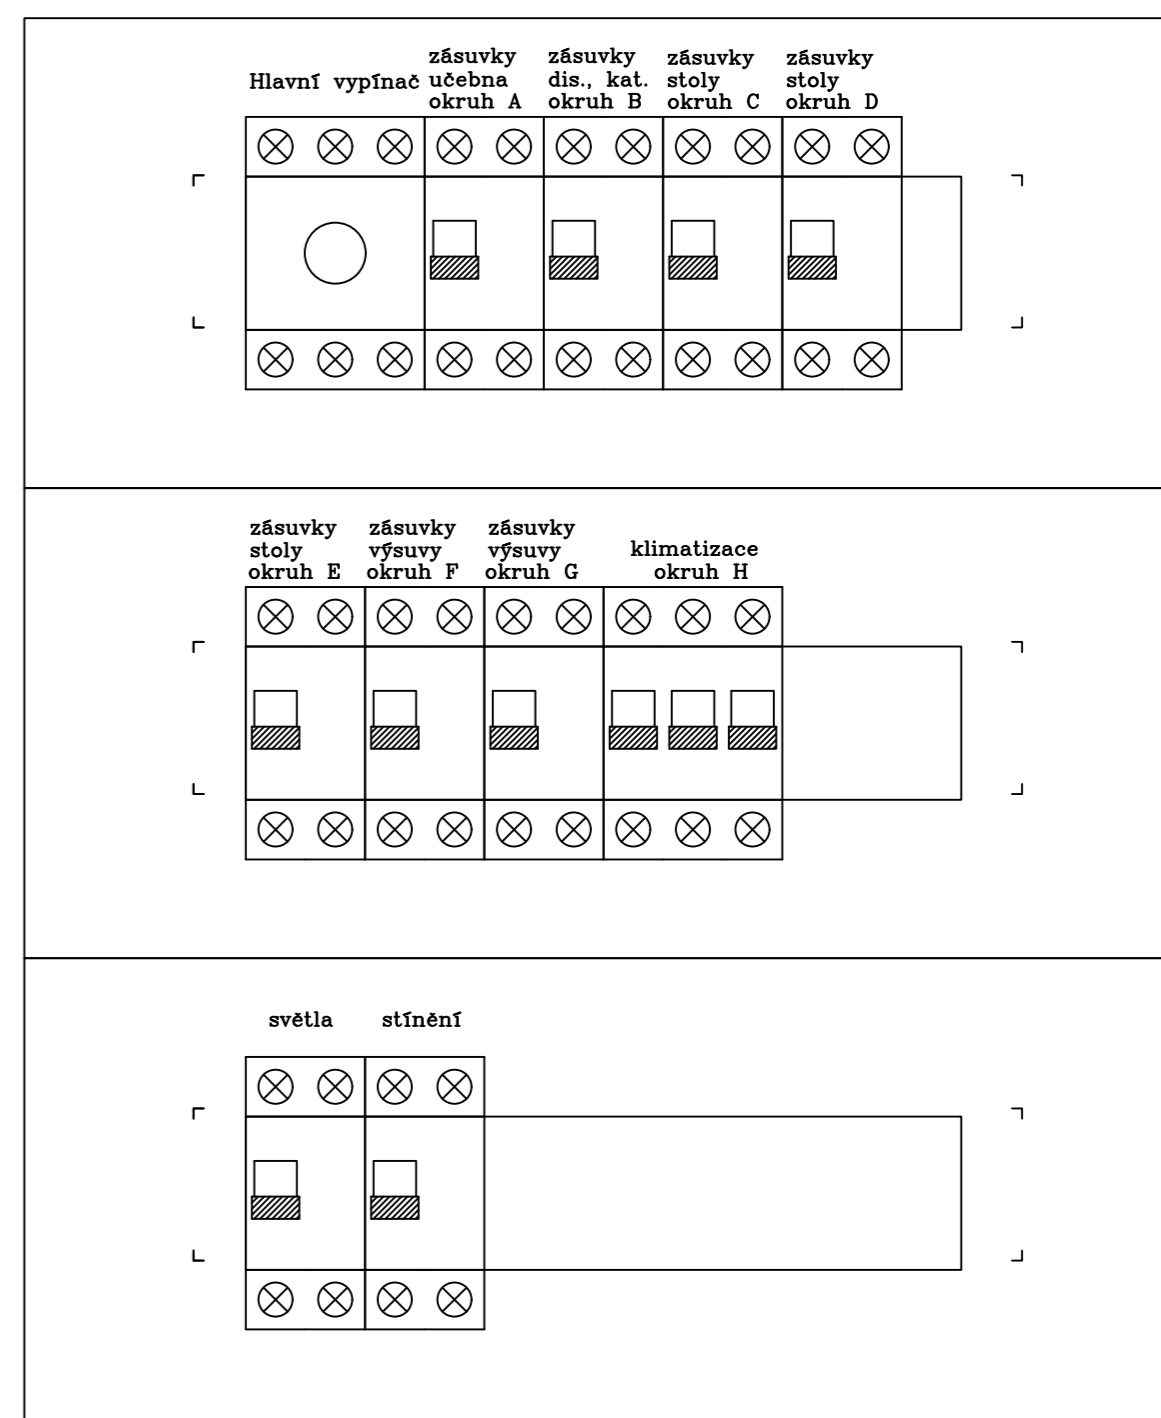 Hlavní vypínač
zásuvky
učebna
okruh A
zásuvky
dis., kat.
okruh B
zásuvky
stoly
okruh C
zásuvky
stoly
okruh D
zásuvky
stoly
okruh E
zásuvky
výsuvy
okruh F
zásuvky
výsuvy
okruh G
klimatizace
okruh H
světla
stínění